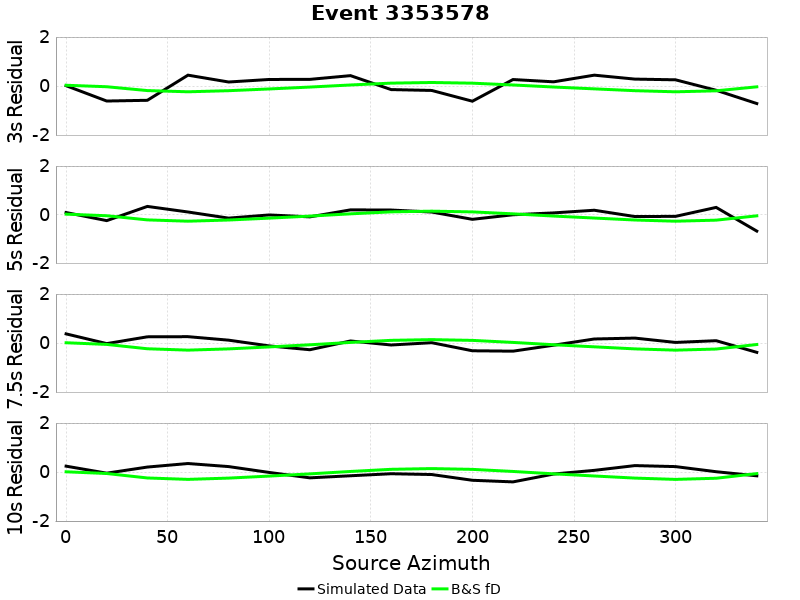 Event 3353578
3s Residual
2
0
-2
5s Residual
2
0
-2
7.5s Residual
2
0
-2
10s Residual
2
0
-2
0 50 100 150 200 250 300
Source Azimuth
Simulated Data B&S fD